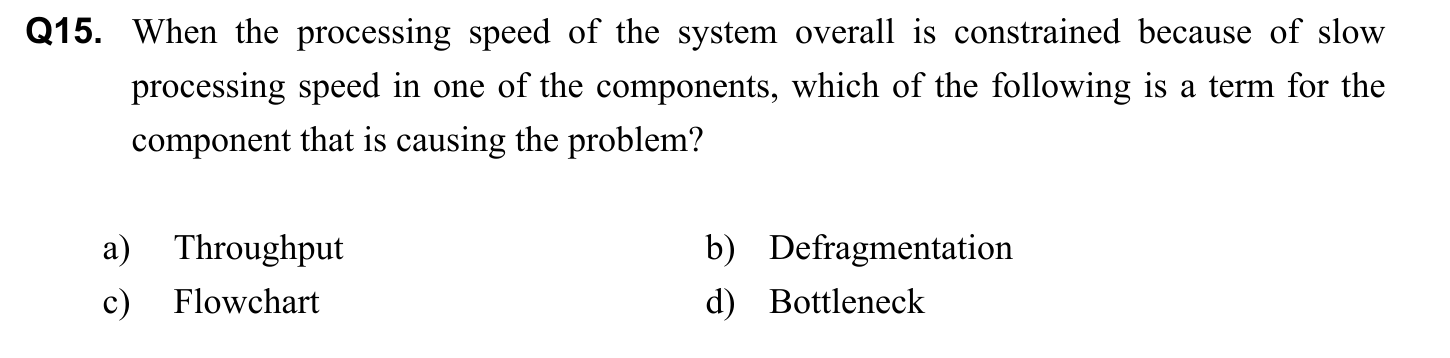 Q15. When the processing speed of the system overall is constrained because of slow
processing speed in one of the components, which of the following is a term for the
component that is causing the problem?
a) Throughput b) Defragmentation
c) Flowchart d) Bottleneck